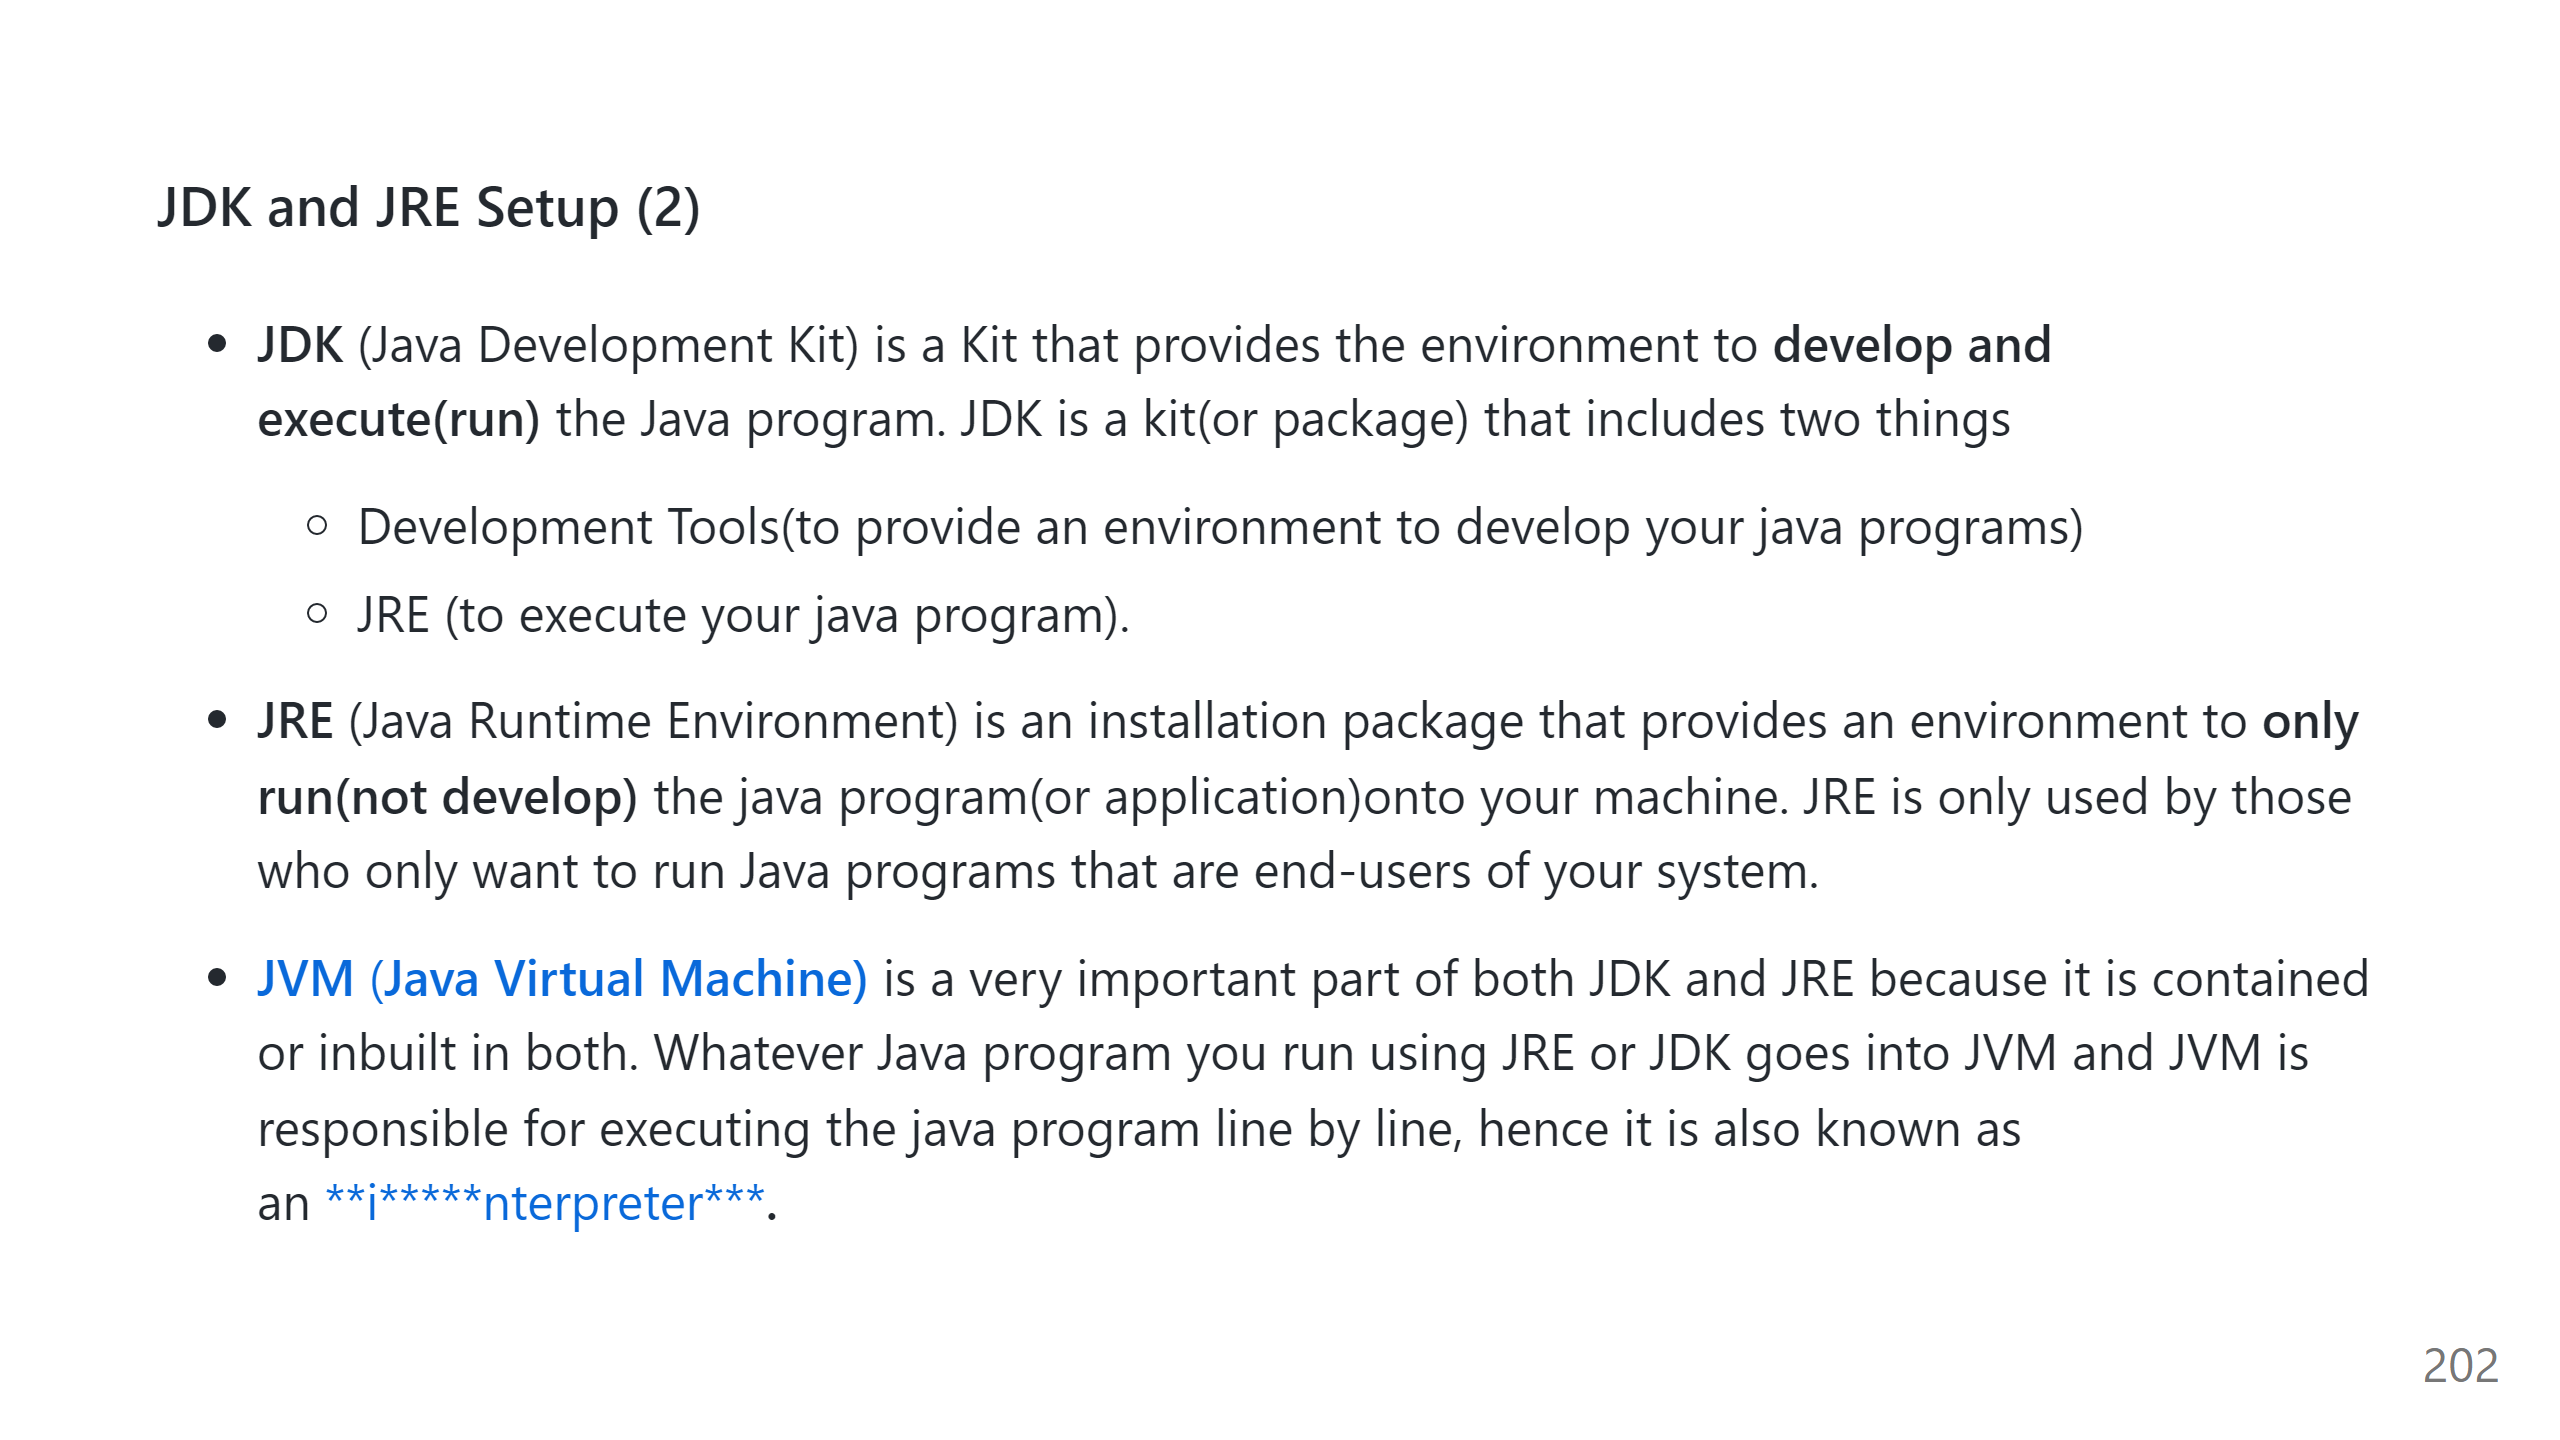 JDK and JRE Setup (2)
JDK (Java Development Kit) is a Kit that provides the environment to develop and
execute(run) the Java program. JDK is a kit(or package) that includes two things
Development Tools(to provide an environment to develop your java programs)
JRE (to execute your java program).
JRE (Java Runtime Environment) is an installation package that provides an environment to only
run(not develop) the java program(or application)onto your machine. JRE is only used by those
who only want to run Java programs that are end-users of your system.
JVM (Java Virtual Machine) is a very important part of both JDK and JRE because it is contained
or inbuilt in both. Whatever Java program you run using JRE or JDK goes into JVM and JVM is
responsible for executing the java program line by line, hence it is also known as
an **i*****nterpreter***.
202